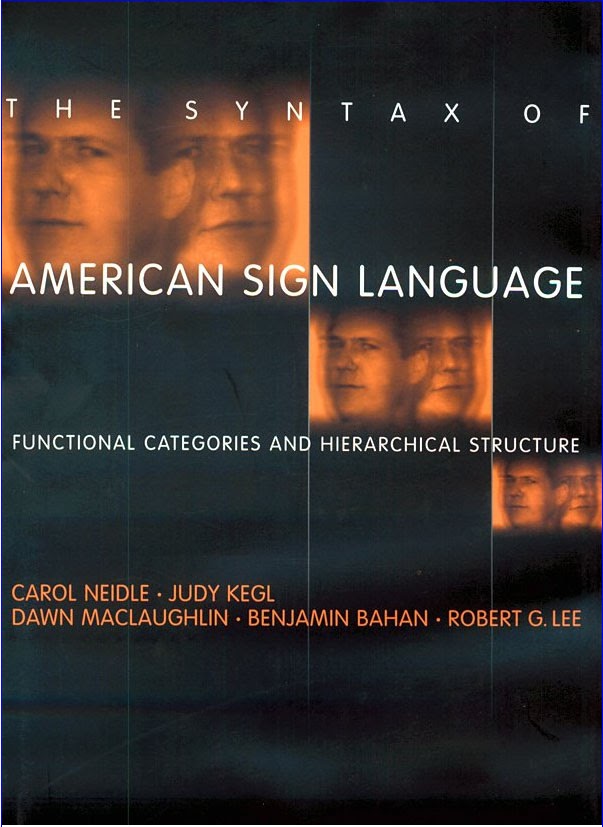 THE SYNTAX OF
AMERICAN SIGN LANGUAGE
FUNCTIONAL CATEGORIES AND HIERARCHICAL STRUCTURE
CAROL NEIDLE · JUDY KEGL
DAWN MACLAUGHLIN · BENJAMIN BAHAN · ROBERT G. LEE